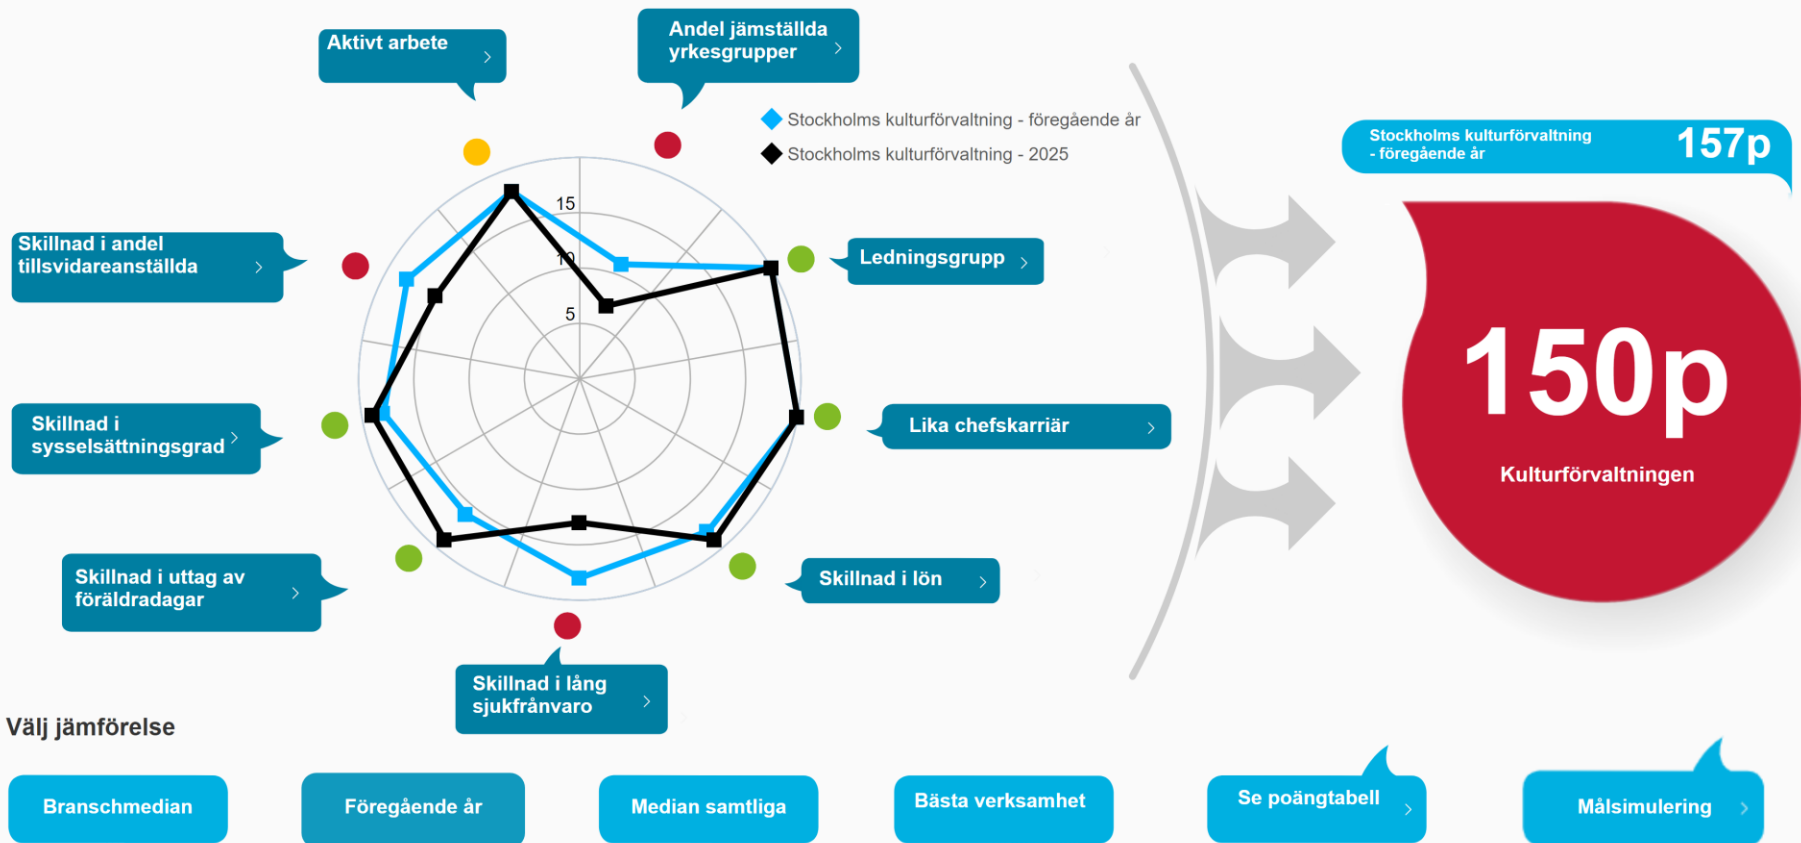 Aktivt arbete
Andel jämställda
yrkesgrupper
Stockholms kulturförvaltning - föregående år
Stockholms kulturförvaltning - 2025
Stockholms kulturförvaltning
- föregående år
157p
15
10
5
Skillnad i andel
tillsvidareanställda
Ledningsgrupp
150p
Kulturförvaltningen
Skillnad i
sysselsättningsgrad
Lika chefskarriär
Skillnad i uttag av
föräldradagar
Skillnad i lön
Skillnad i lång
sjukfrånvaro
Välj jämförelse
Branschmedian
Föregående år
Median samtliga
Bästa verksamhet
Se poängtabell
Målsimulering